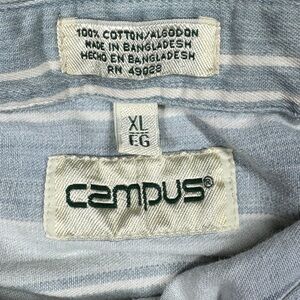 100% COTTON/ALGODON
MADE IN BANGLADESH
HECHO EN BANGLADESH
RN 49028
XL
EG
campus®